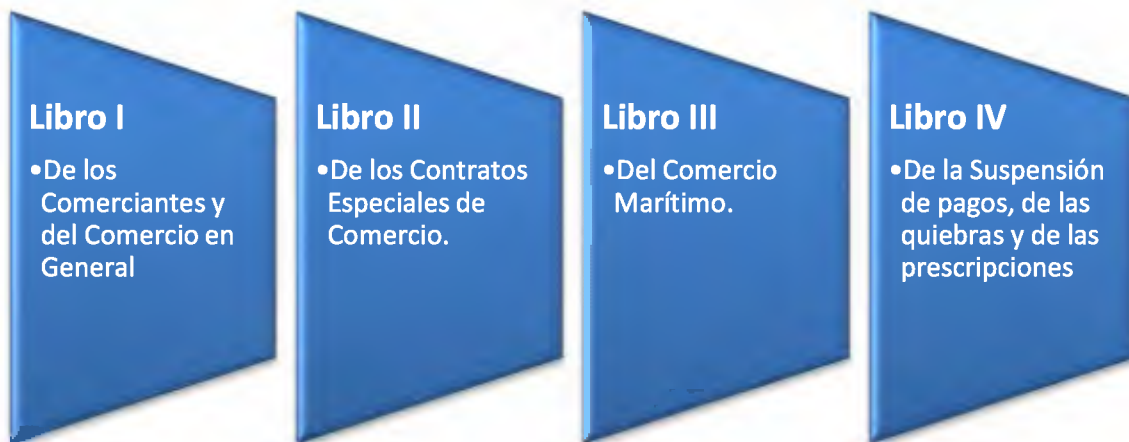 Libro I
•De los
Comerciantes y
del Comercio en
General
Libro II
•De los Contratos
Especiales de
Comercio.
Libro III
•Del Comercio
Marítimo.
Libro IV
•De la Suspensión
de pagos, de las
quiebras y de las
prescripciones